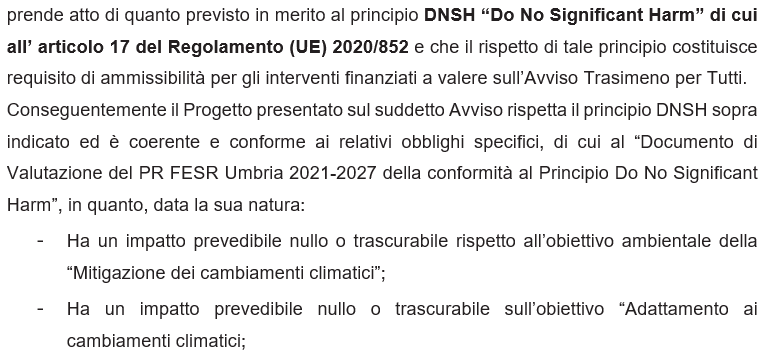 prende atto di quanto previsto in merito al principio DNSH “Do No Significant Harm” di cui
all’ articolo 17 del Regolamento (UE) 2020/852 e che il rispetto di tale principio costituisce
requisito di ammissibilità per gli interventi finanziati a valere sull’Avviso Trasimeno per Tutti.
Conseguentemente il Progetto presentato sul suddetto Avviso rispetta il principio DNSH sopra
indicato ed è coerente e conforme ai relativi obblighi specifici, di cui al “Documento di
Valutazione del PR FESR Umbria 2021-2027 della conformità al Principio Do No Significant
Harm”, in quanto, data la sua natura:
- Ha un impatto prevedibile nullo o trascurabile rispetto all’obiettivo ambientale della
“Mitigazione dei cambiamenti climatici”;
- Ha un impatto prevedibile nullo o trascurabile sull’obiettivo “Adattamento ai
cambiamenti climatici;